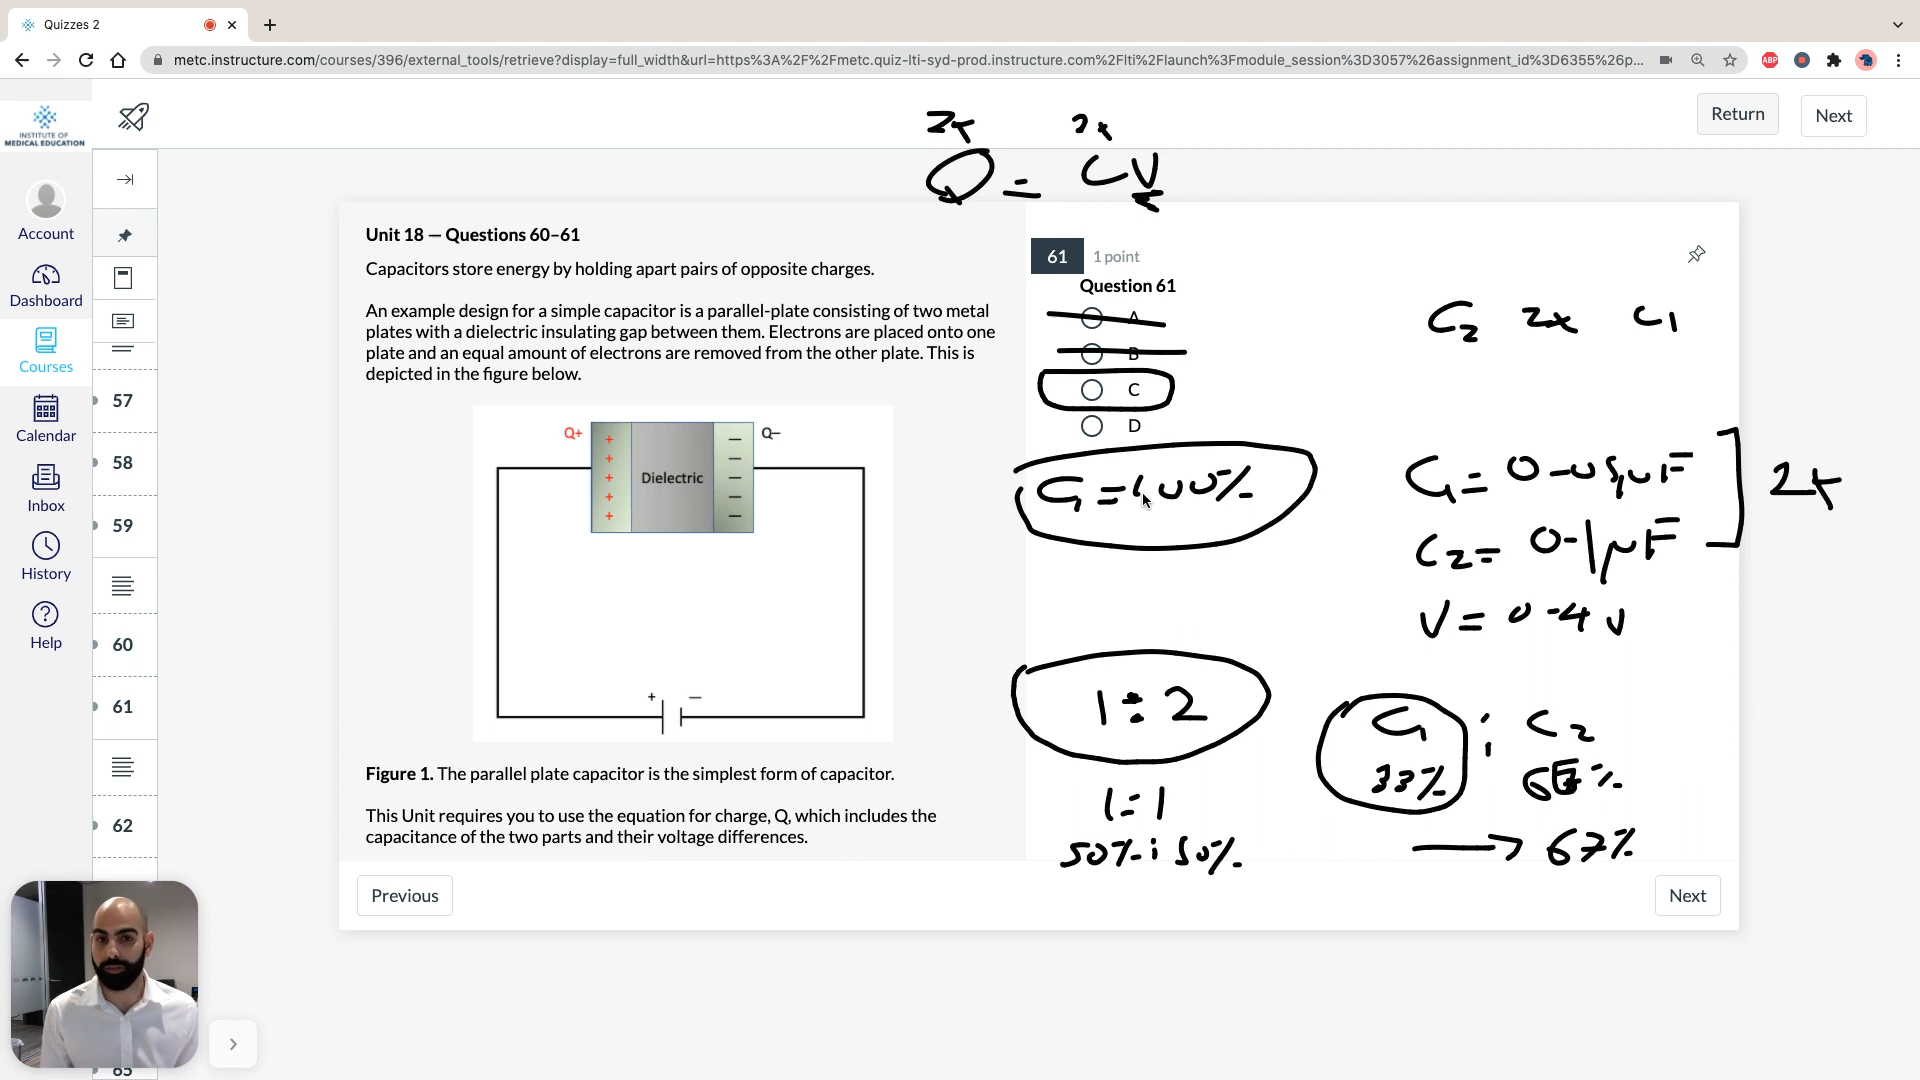 Quizzes 2
metc.instructure.com/courses/396/external_tools/retrieve?display=full_width&url=https%3A%2F%2Fmetc.quiz-lti-syd-prod.instructure.com%2Flti%2Flaunch%3Fmodule_session%3D3057%26assignment_id%3D6355%26p...
ABP
INSTITUTE OF
MEDICAL EDUCATION
Account
Dashboard
Courses
Calendar
Inbox
History
Help
57
58
59
60
61
62
65
Return
Next
2x 2x
Q = CV
Unit 18 — Questions 60–61
Capacitors store energy by holding apart pairs of opposite charges.
An example design for a simple capacitor is a parallel-plate consisting of two metal
plates with a dielectric insulating gap between them. Electrons are placed onto one
plate and an equal amount of electrons are removed from the other plate. This is
depicted in the figure below.
Q+
Q−
+ −
+ −
+ Dielectric −
+ −
+ −
+ −
Figure 1. The parallel plate capacitor is the simplest form of capacitor.
This Unit requires you to use the equation for charge, Q, which includes the
capacitance of the two parts and their voltage differences.
61
1 point
Question 61
A
B
C
D
C2 2x C1
C1 = 100%
C1 = 0.05μF
C2 = 0.1μF
2x
V = 0.4 V
1 : 2
C1 : C2
33% 67%
1 : 1
50% : 50%
→ 67%
Previous
Next